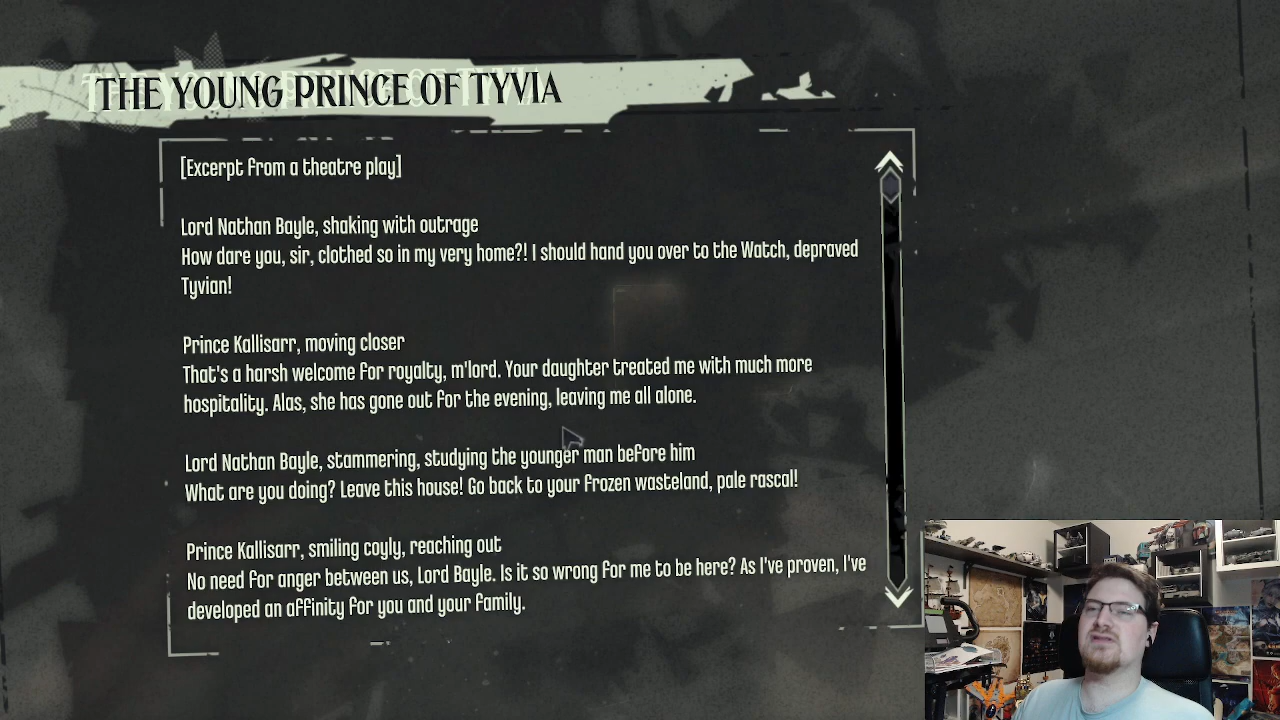 THE YOUNG PRINCE OF TYVIA
[Excerpt from a theatre play]
Lord Nathan Bayle, shaking with outrage
How dare you, sir, clothed so in my very home?! I should hand you over to the Watch, depraved
Tyvian!
Prince Kallisarr, moving closer
That's a harsh welcome for royalty, m'lord. Your daughter treated me with much more
hospitality. Alas, she has gone out for the evening, leaving me all alone.
Lord Nathan Bayle, stammering, studying the younger man before him
What are you doing? Leave this house! Go back to your frozen wasteland, pale rascal!
Prince Kallisarr, smiling coyly, reaching out
No need for anger between us, Lord Bayle. Is it so wrong for me to be here? As I've proven, I've
developed an affinity for you and your family.